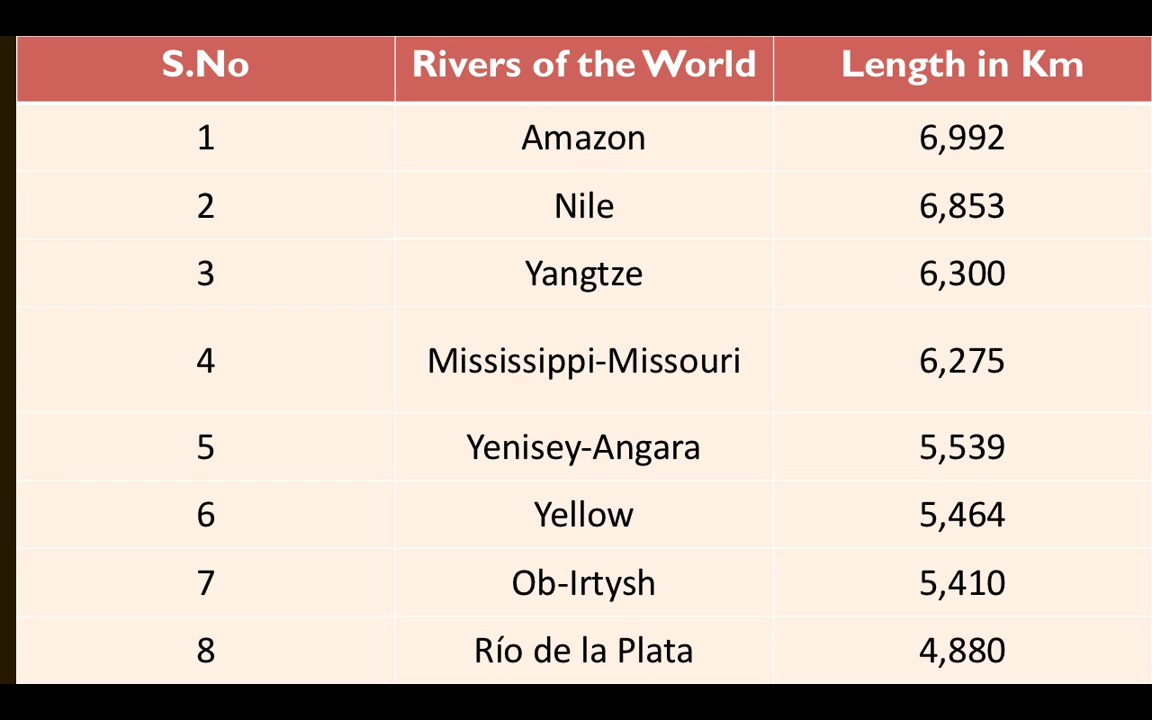 S.No Rivers of the World Length in Km
1 Amazon 6,992
2 Nile 6,853
3 Yangtze 6,300
4 Mississippi-Missouri 6,275
5 Yenisey-Angara 5,539
6 Yellow 5,464
7 Ob-Irtysh 5,410
8 Río de la Plata 4,880